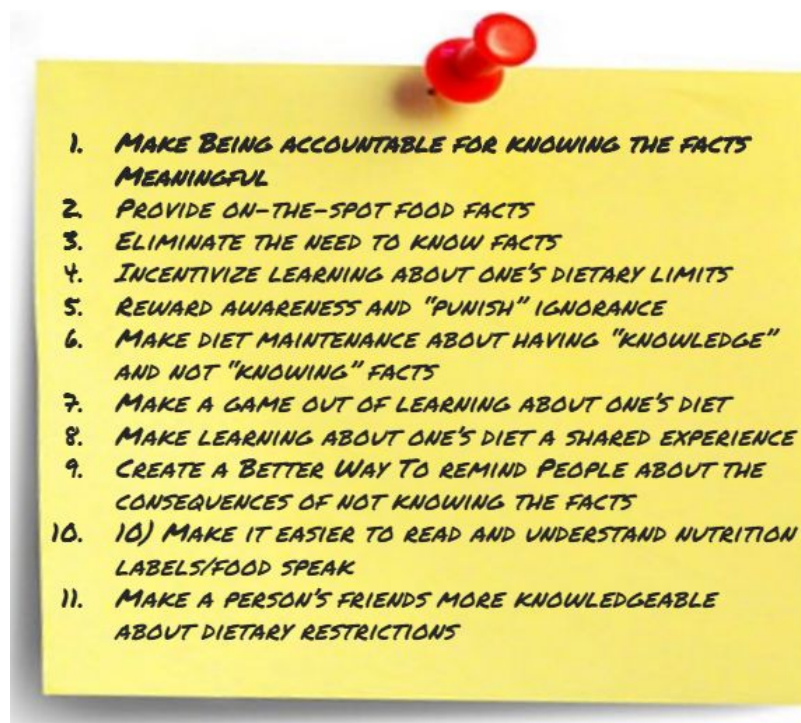 1. Make Being accountable for knowing the facts
Meaningful
2. Provide on-the-spot food facts
3. Eliminate the need to know facts
4. Incentivize learning about one's dietary limits
5. Reward awareness and "punish" ignorance
6. Make diet maintenance about having "knowledge"
and not "knowing" facts
7. Make a game out of learning about one's diet
8. Make learning about one's diet a shared experience
9. Create a Better Way To remind People about the
consequences of not knowing the facts
10. 10) Make it easier to read and understand nutrition
labels/food speak
11. Make a person's friends more knowledgeable
about dietary restrictions